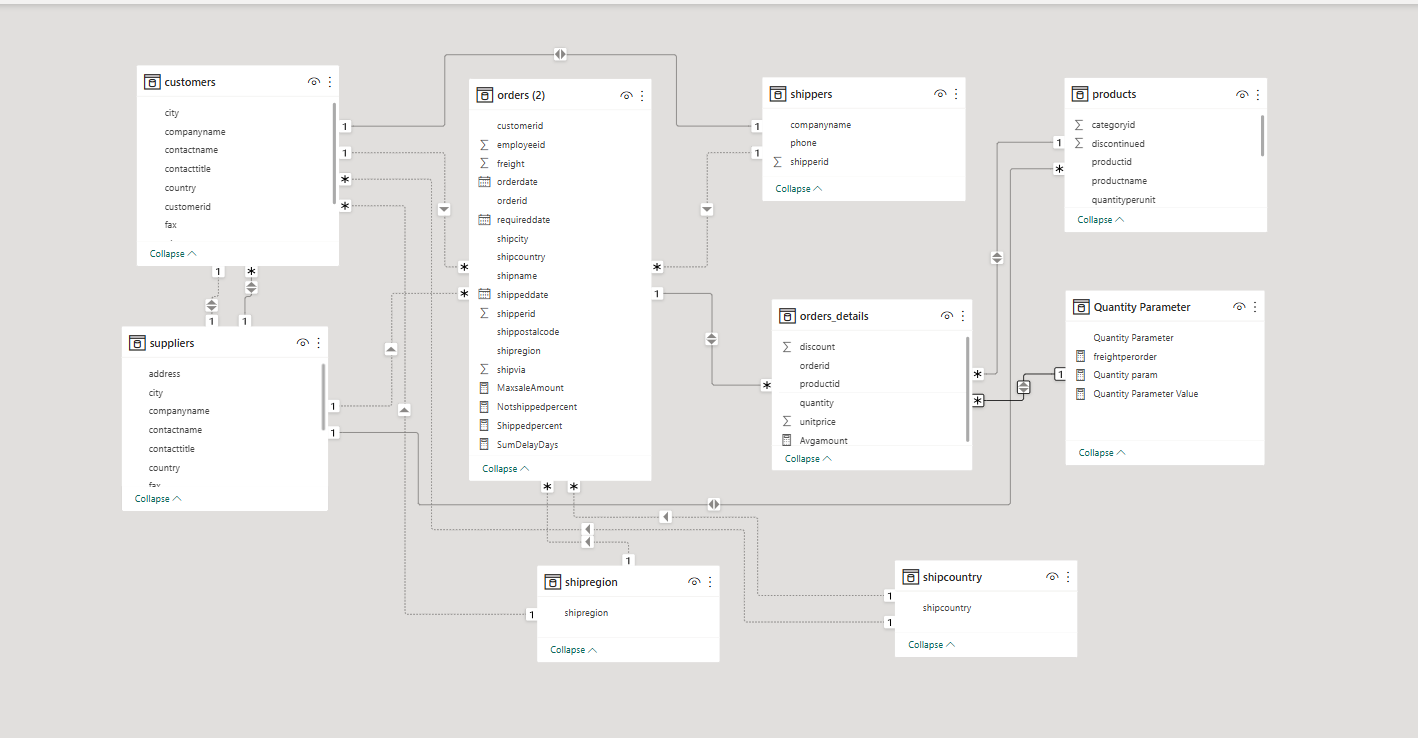 customers
city
companyname
contactname
contacttitle
country
customerid
fax
Collapse
1
1
*
*
1
*
suppliers
address
city
companyname
contactname
contacttitle
country
fax
Collapse
1
1
1
1
orders (2)
customerid
employeeid
freight
orderdate
orderid
requireddate
shipcity
shipcountry
shipname
shippeddate
shipperid
shippostalcode
shipregion
shipvia
MaxsaleAmount
Notshippedpercent
Shippedpercent
SumDelayDays
Collapse
*
*
*
1
*
*
shippers
companyname
phone
shipperid
Collapse
1
1
orders_details
discount
orderid
productid
quantity
unitprice
Avgamount
Collapse
*
*
*
products
categoryid
discontinued
productid
productname
quantityperunit
Collapse
1
*
Quantity Parameter
Quantity Parameter
freightperorder
Quantity param
Quantity Parameter Value
Collapse
1
shipregion
shipregion
Collapse
1
1
shipcountry
shipcountry
Collapse
1
1